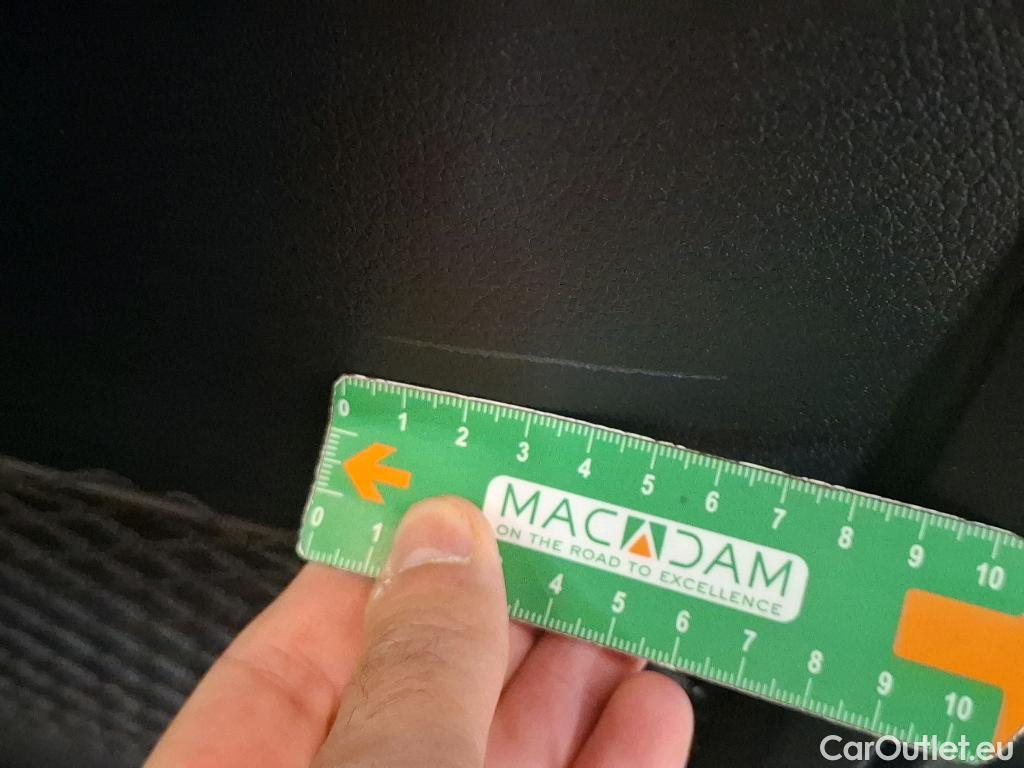 0 1 2 3 4 5 6 7 8 9 10
MACADAM
ON THE ROAD TO EXCELLENCE
0 1 4 5 6 7 8 9 10
CarOutlet.eu